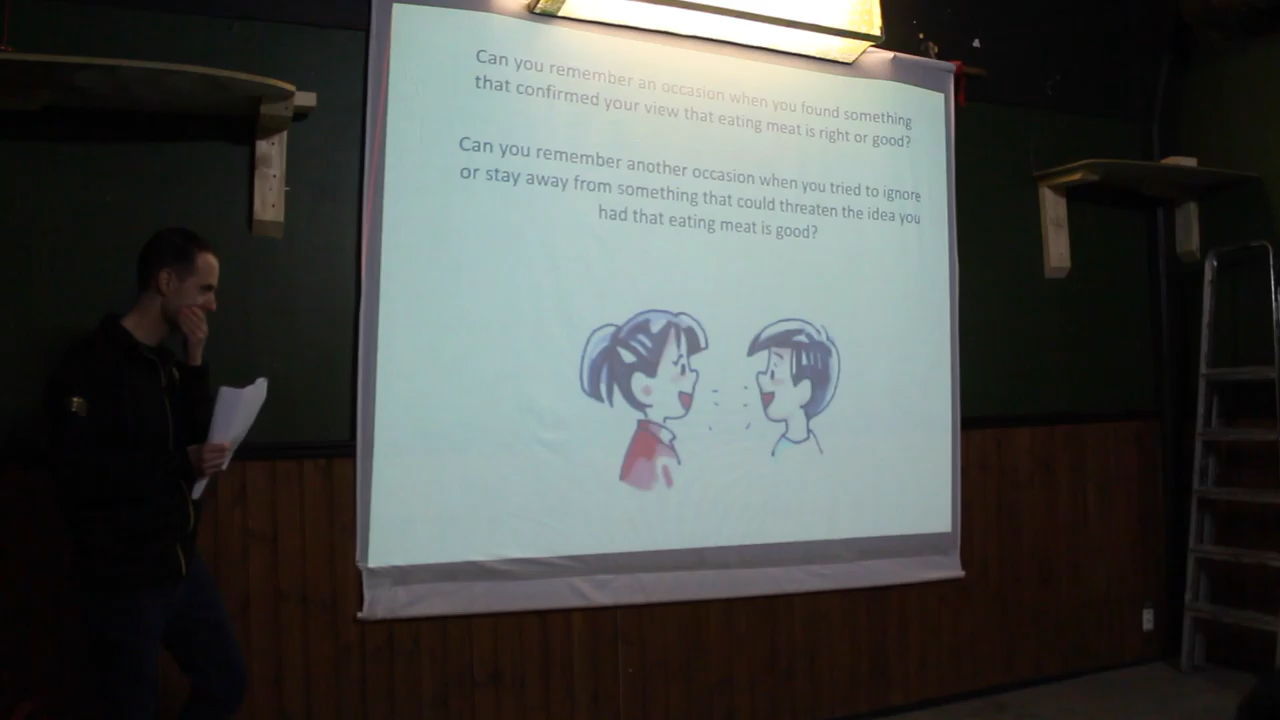 Can you remember an occasion when you found something
that confirmed your view that eating meat is right or good?
Can you remember another occasion when you tried to ignore
or stay away from something that could threaten the idea you
had that eating meat is good?